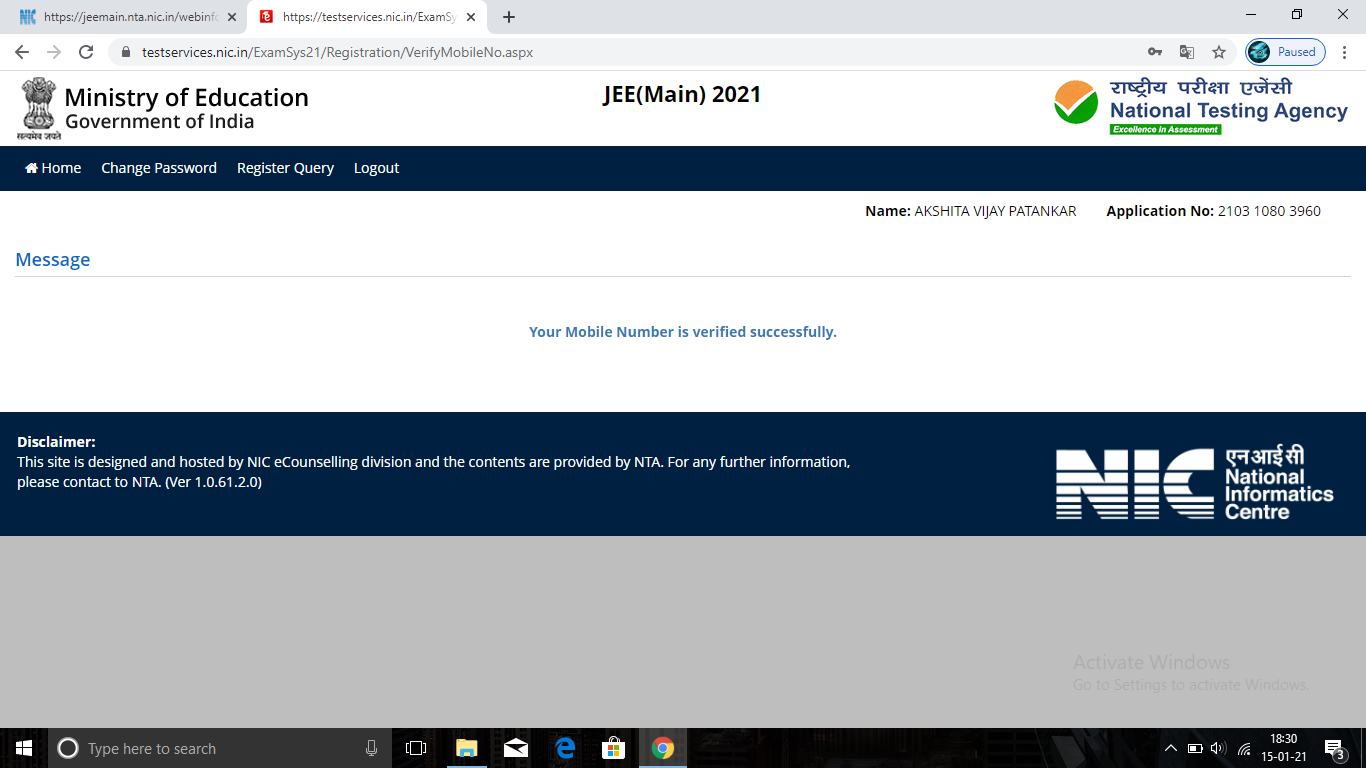 https://jeemain.nta.nic.in/webinfo
https://testservices.nic.in/ExamSy
testservices.nic.in/ExamSys21/Registration/VerifyMobileNo.aspx
Paused
सत्यमेव जयते
Ministry of Education
Government of India
JEE(Main) 2021
राष्ट्रीय परीक्षा एजेंसी
National Testing Agency
Excellence in Assessment
Home Change Password Register Query Logout
Name: AKSHITA VIJAY PATANKAR Application No: 2103 1080 3960
Message
Your Mobile Number is verified successfully.
Disclaimer:
This site is designed and hosted by NIC eCounselling division and the contents are provided by NTA. For any further information,
please contact to NTA. (Ver 1.0.61.2.0)
NIC
एन आई सी
National
Informatics
Centre
Activate Windows
Go to Settings to activate Windows.
Type here to search
18:30
15-01-21
3